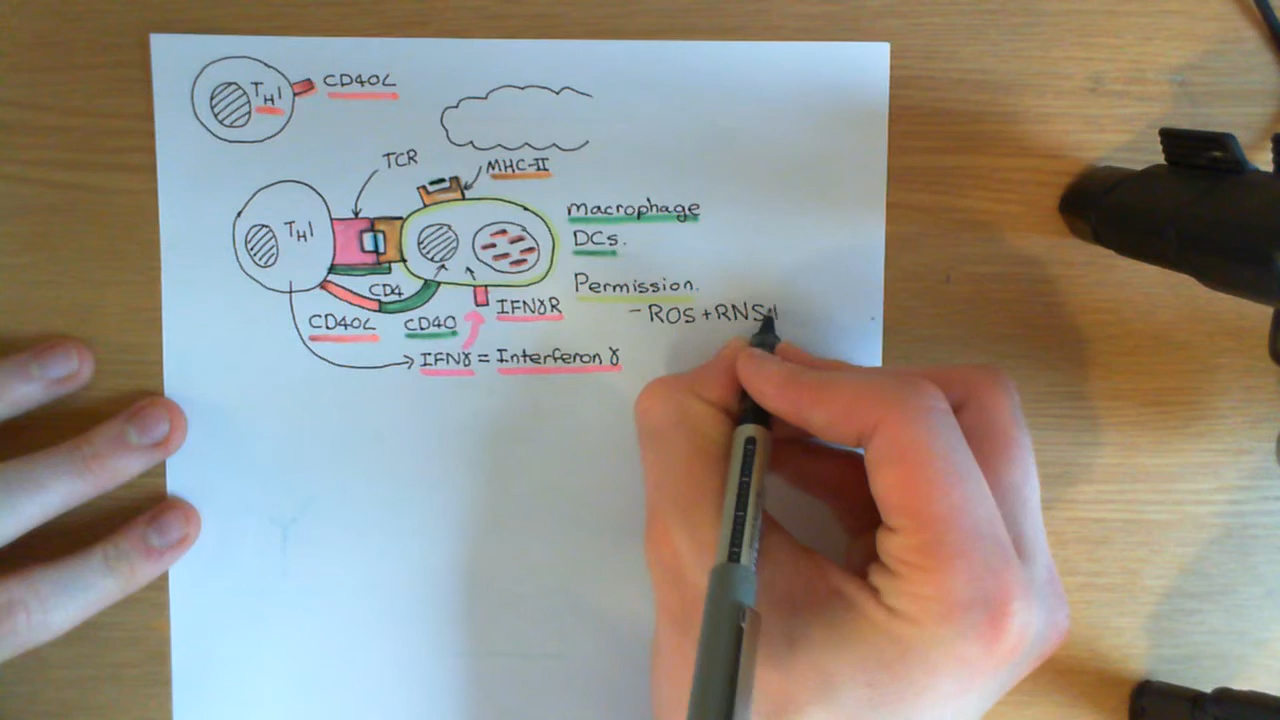 TH1 CD40L
TCR
MHC-II
TH1
macrophage
DCs.
CD4
Permission.
CD40L CD40 IFNγR
- ROS + RNS
IFNγ = Interferon γ